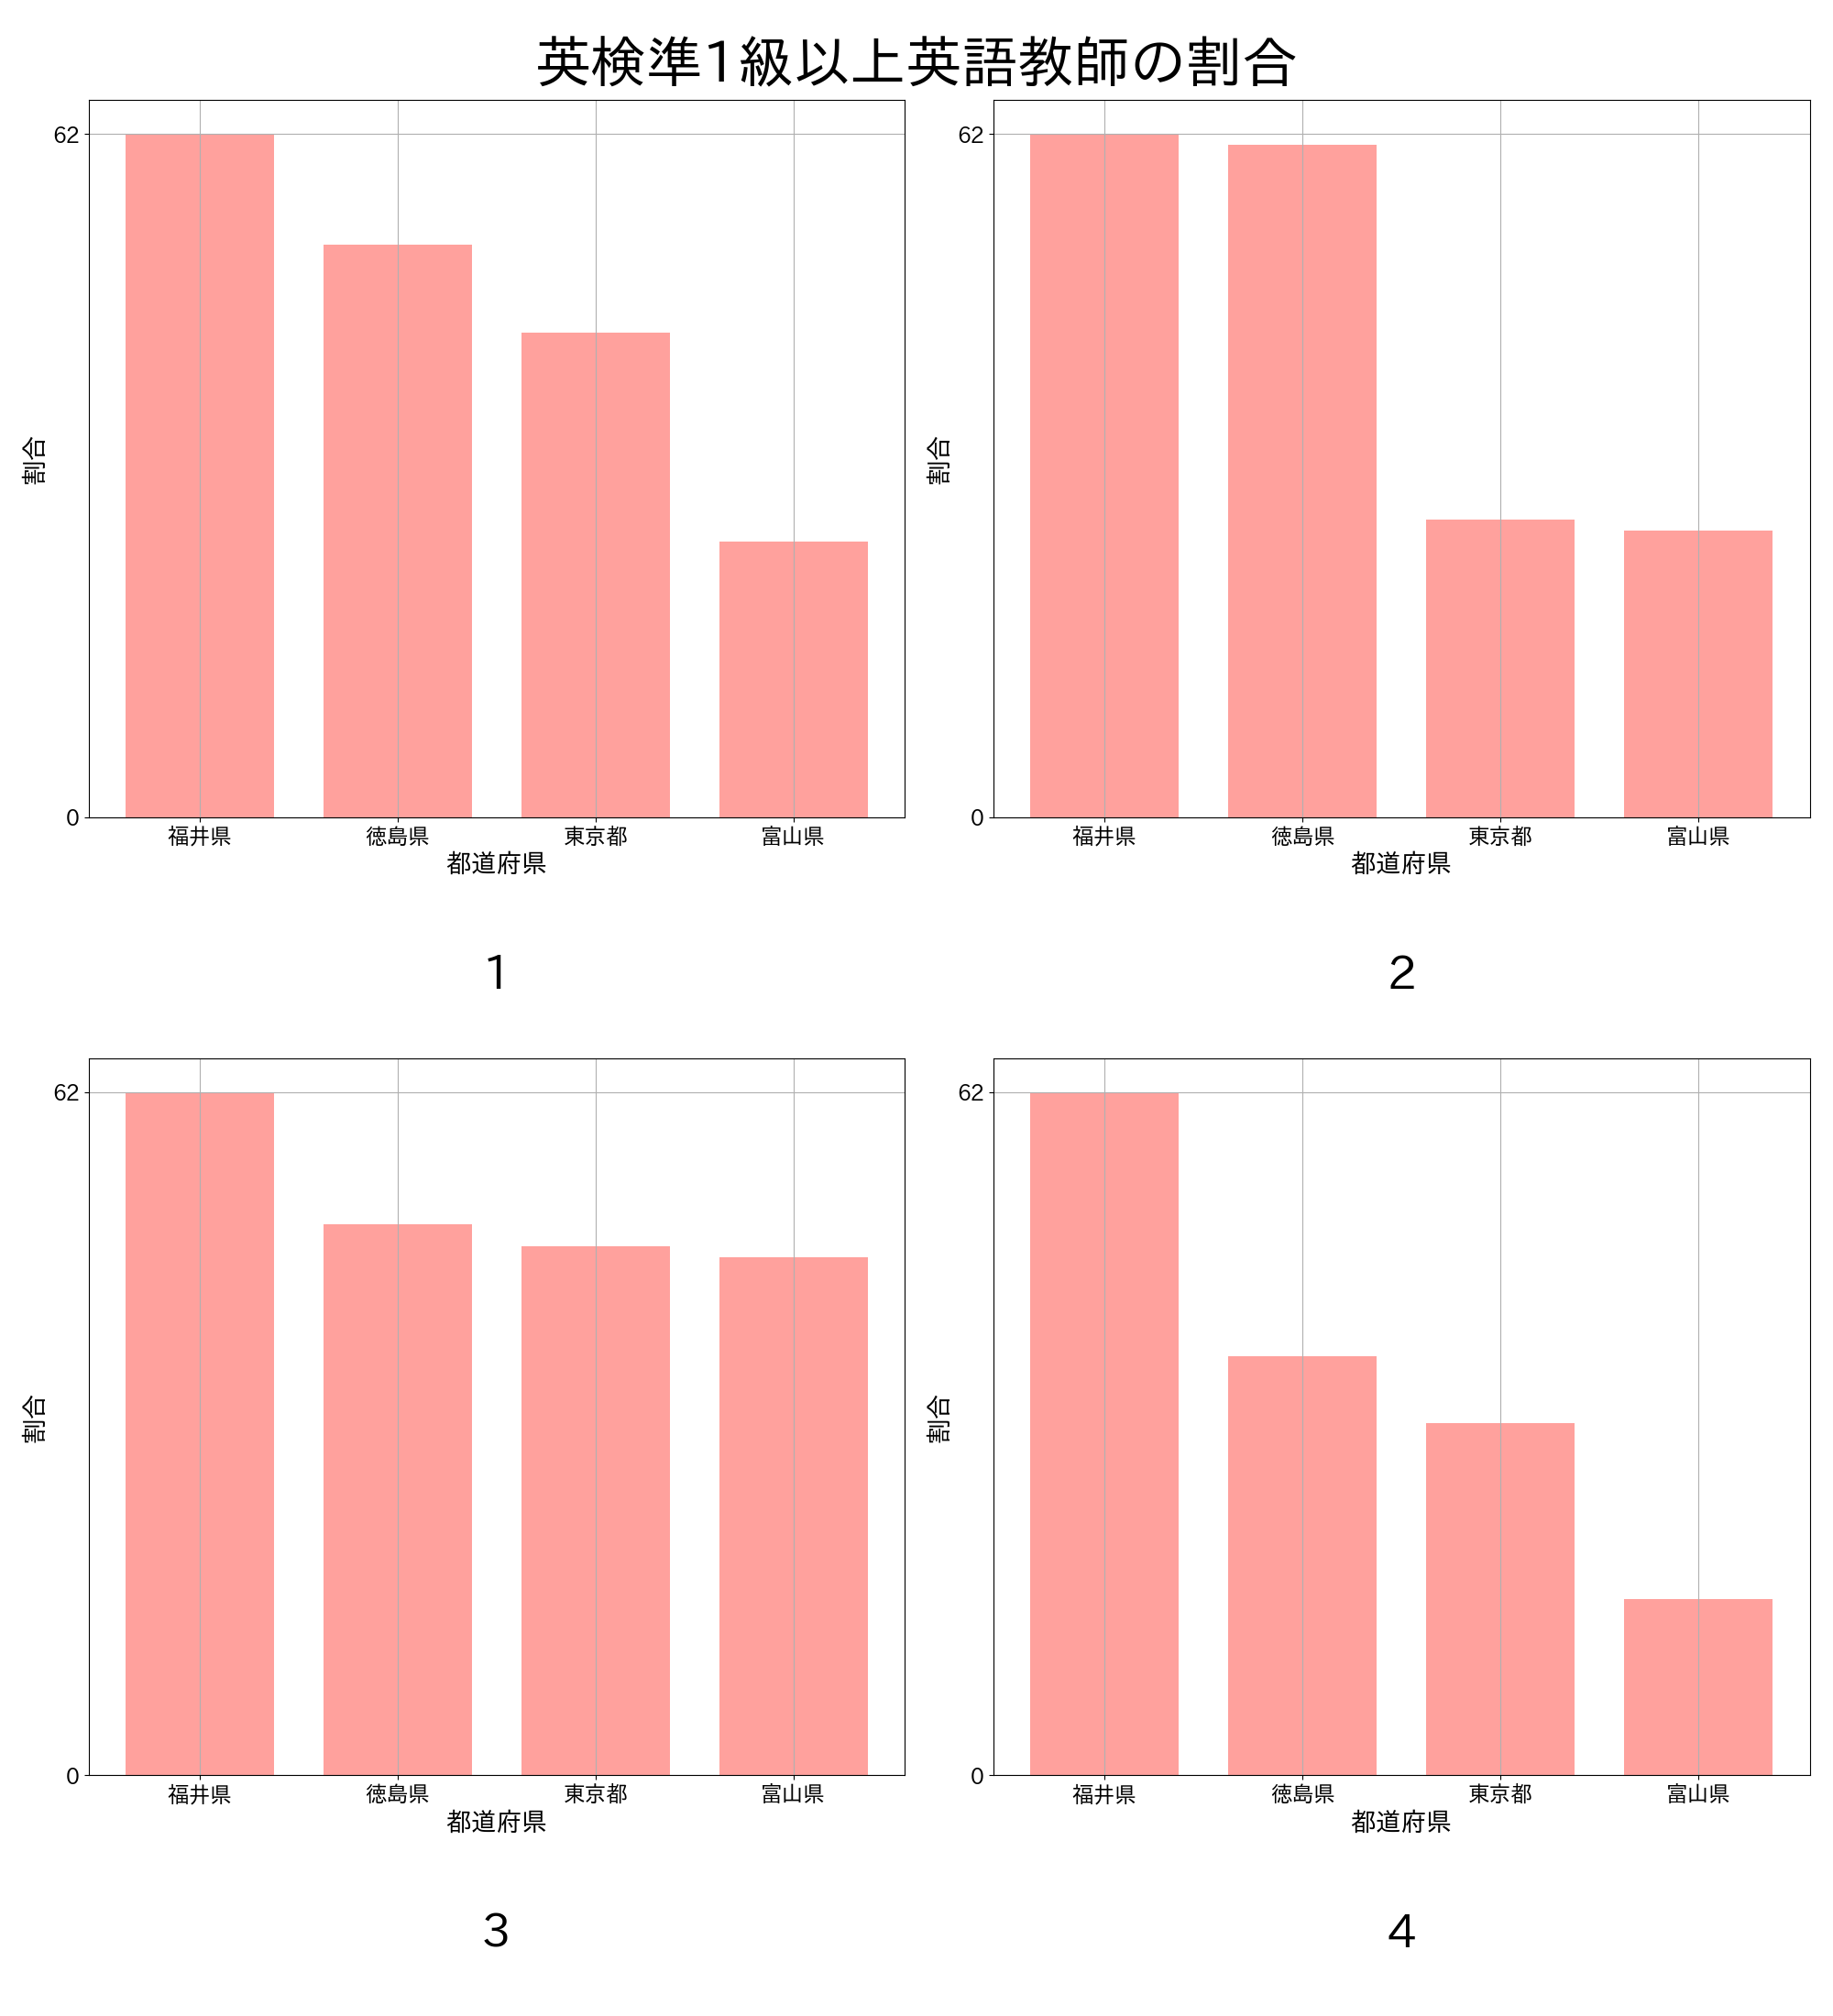 英検準1級以上英語教師の割合
62
0
割合
福井県 徳島県 東京都 富山県
都道府県
1
62
0
割合
福井県 徳島県 東京都 富山県
都道府県
2
62
0
割合
福井県 徳島県 東京都 富山県
都道府県
3
62
0
割合
福井県 徳島県 東京都 富山県
都道府県
4